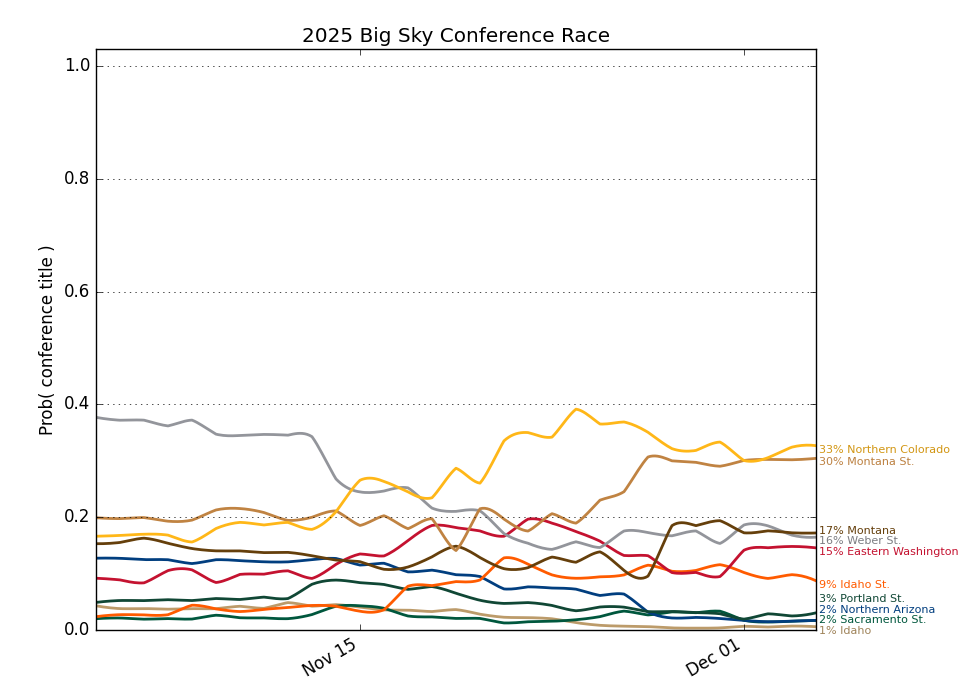 2025 Big Sky Conference Race
Prob( conference title )
1.0
0.8
0.6
0.4
0.2
0.0
Nov 15
Dec 01
33% Northern Colorado
30% Montana St.
17% Montana
16% Weber St.
15% Eastern Washington
9% Idaho St.
3% Portland St.
2% Northern Arizona
2% Sacramento St.
1% Idaho